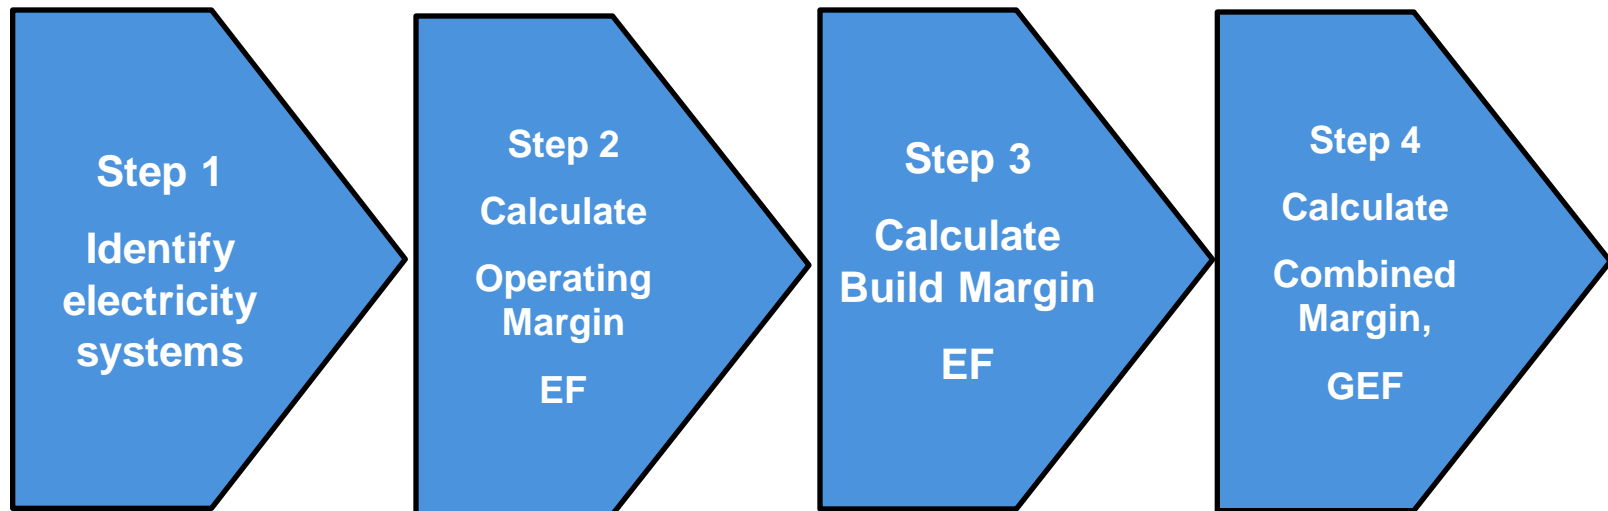 Step 1
Identify
electricity
systems
Step 2
Calculate
Operating
Margin
EF
Step 3
Calculate
Build Margin
EF
Step 4
Calculate
Combined
Margin,
GEF